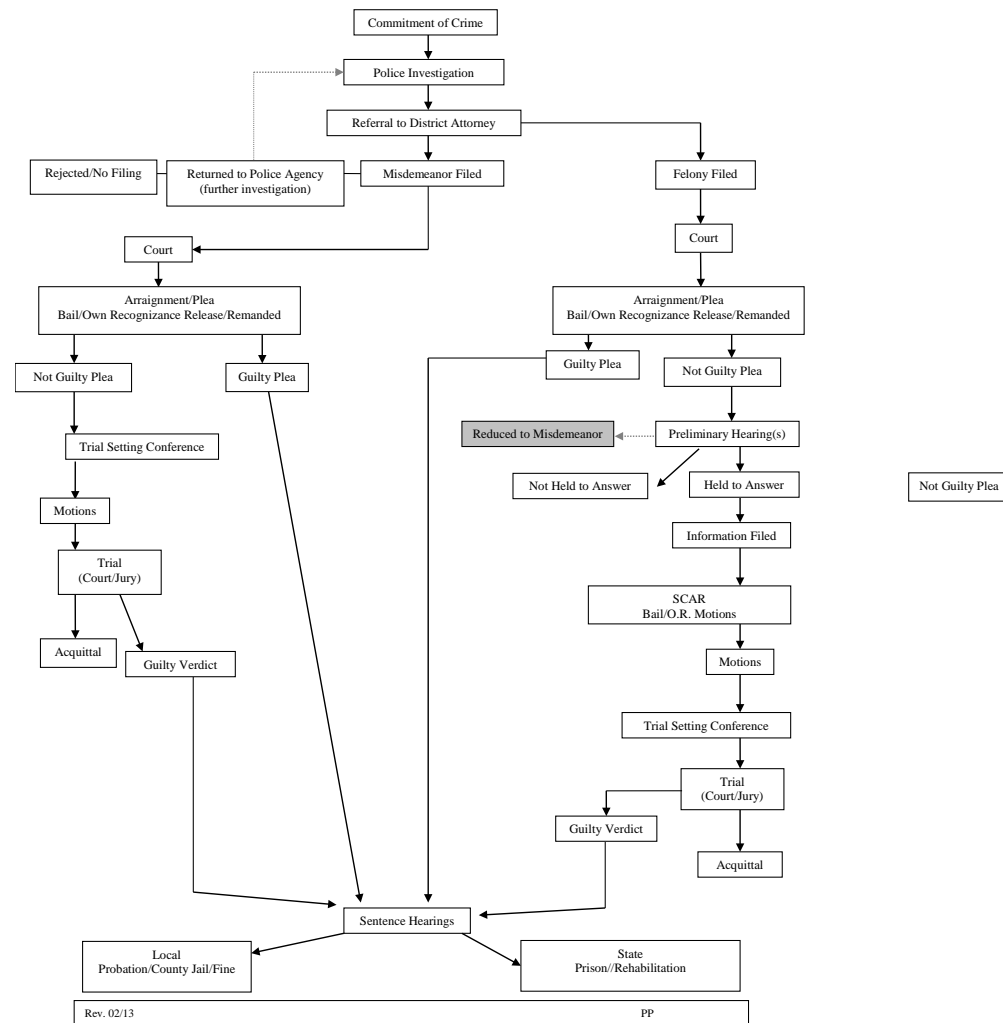 Commitment of Crime
Police Investigation
Referral to District Attorney
Rejected/No Filing
Returned to Police Agency
(further investigation)
Misdemeanor Filed
Felony Filed
Court
Court
Arraignment/Plea
Bail/Own Recognizance Release/Remanded
Arraignment/Plea
Bail/Own Recognizance Release/Remanded
Not Guilty Plea
Guilty Plea
Guilty Plea
Not Guilty Plea
Trial Setting Conference
Reduced to Misdemeanor
Preliminary Hearing(s)
Not Held to Answer
Held to Answer
Not Guilty Plea
Motions
Information Filed
Trial
(Court/Jury)
SCAR
Bail/O.R. Motions
Acquittal
Guilty Verdict
Motions
Trial Setting Conference
Trial
(Court/Jury)
Guilty Verdict
Acquittal
Sentence Hearings
Local
Probation/County Jail/Fine
State
Prison//Rehabilitation
Rev. 02/13 PP